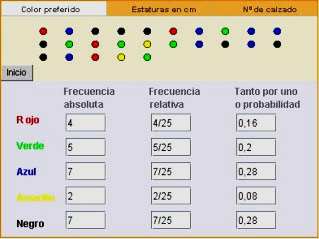 Color preferido Estaturas en cm Nº de calzado
Inicio
Frecuencia absoluta Frecuencia relativa Tanto por uno o probabilidad
Rojo 4 4/25 0,16
Verde 5 5/25 0,2
Azul 7 7/25 0,28
Amarillo 2 2/25 0,08
Negro 7 7/25 0,28